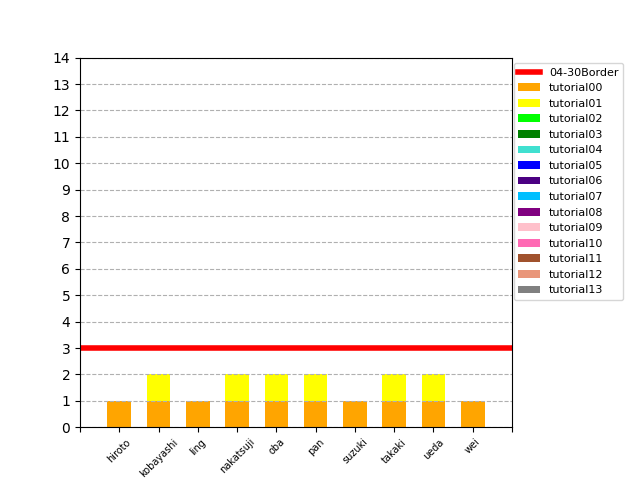 14
13
12
11
10
9
8
7
6
5
4
3
2
1
0
hiroto
kobayashi
ling
nakatsuji
oba
pan
suzuki
takaki
ueda
wei
04-30Border
tutorial00
tutorial01
tutorial02
tutorial03
tutorial04
tutorial05
tutorial06
tutorial07
tutorial08
tutorial09
tutorial10
tutorial11
tutorial12
tutorial13